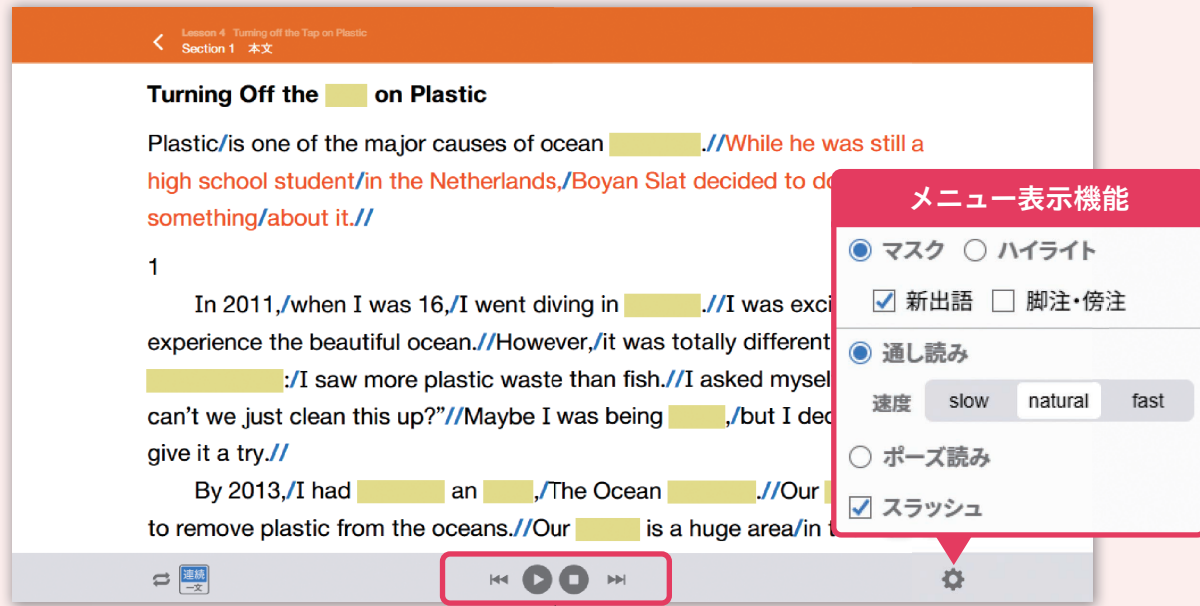 Lesson 4 Turning off the Tap on Plastic
Section 1 本文
Turning Off the on Plastic
Plastic/is one of the major causes of ocean .//While he was still a
high school student/in the Netherlands,/Boyan Slat decided to do
something/about it.//
1
In 2011,/when I was 16,/I went diving in .//I was exci
experience the beautiful ocean.//However,/it was totally different
:/I saw more plastic waste than fish.//I asked mysel
can't we just clean this up?”//Maybe I was being ,/but I dec
give it a try.//
By 2013,/I had an ,/The Ocean .//Our
to remove plastic from the oceans.//Our is a huge area/in t
メニュー表示機能
マスク ハイライト
新出語 脚注・傍注
通し読み
速度 slow natural fast
ポーズ読み
スラッシュ
連続
一文